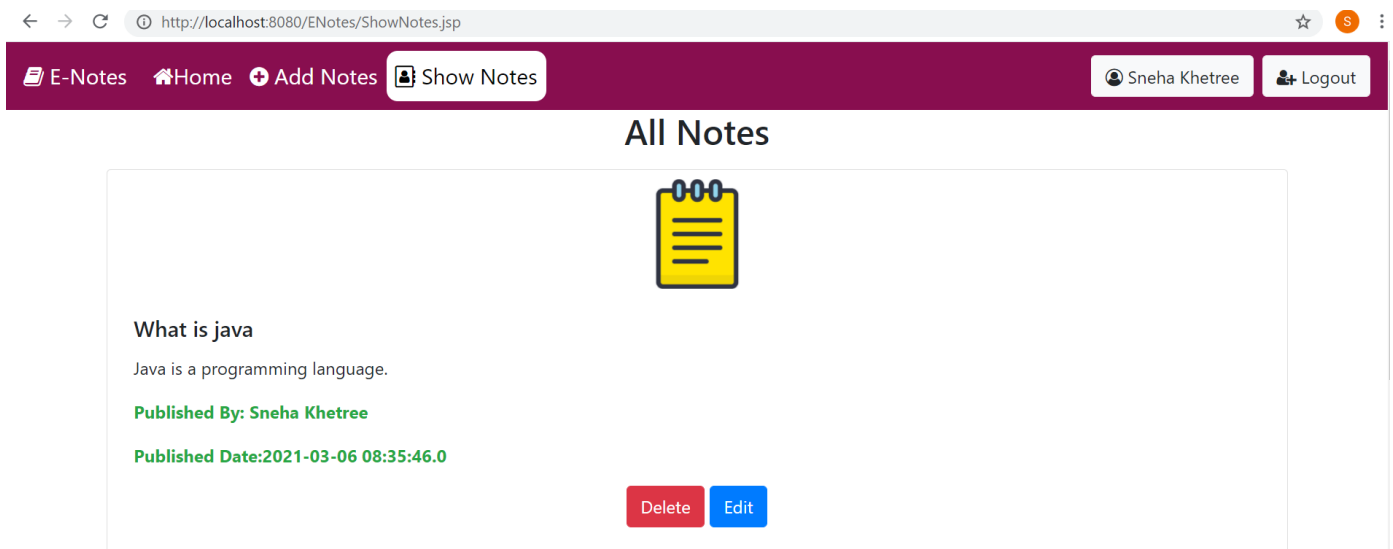 http://localhost:8080/ENotes/ShowNotes.jsp
S
E-Notes Home Add Notes Show Notes Sneha Khetree Logout
All Notes
What is java
Java is a programming language.
Published By: Sneha Khetree
Published Date:2021-03-06 08:35:46.0
Delete Edit